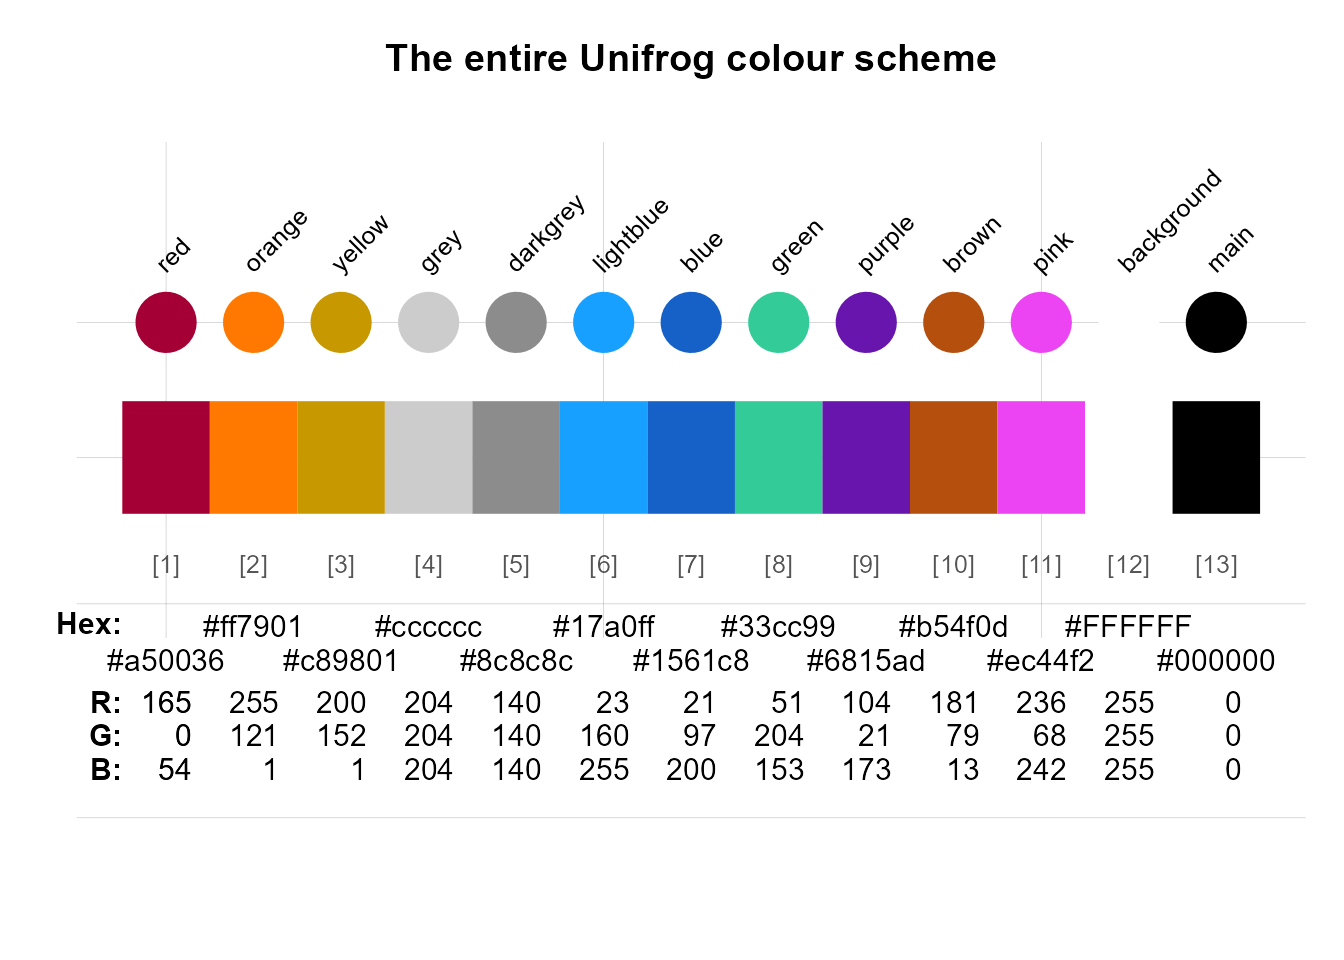 The entire Unifrog colour scheme
red orange yellow grey darkgrey lightblue blue green purple brown pink background main
[1] [2] [3] [4] [5] [6] [7] [8] [9] [10] [11] [12] [13]
Hex: #ff7901 #cccccc #17a0ff #33cc99 #b54f0d #FFFFFF
#a50036 #c89801 #8c8c8c #1561c8 #6815ad #ec44f2 #000000
R: 165 255 200 204 140 23 21 51 104 181 236 255 0
G: 0 121 152 204 140 160 97 204 21 79 68 255 0
B: 54 1 1 204 140 255 200 153 173 13 242 255 0